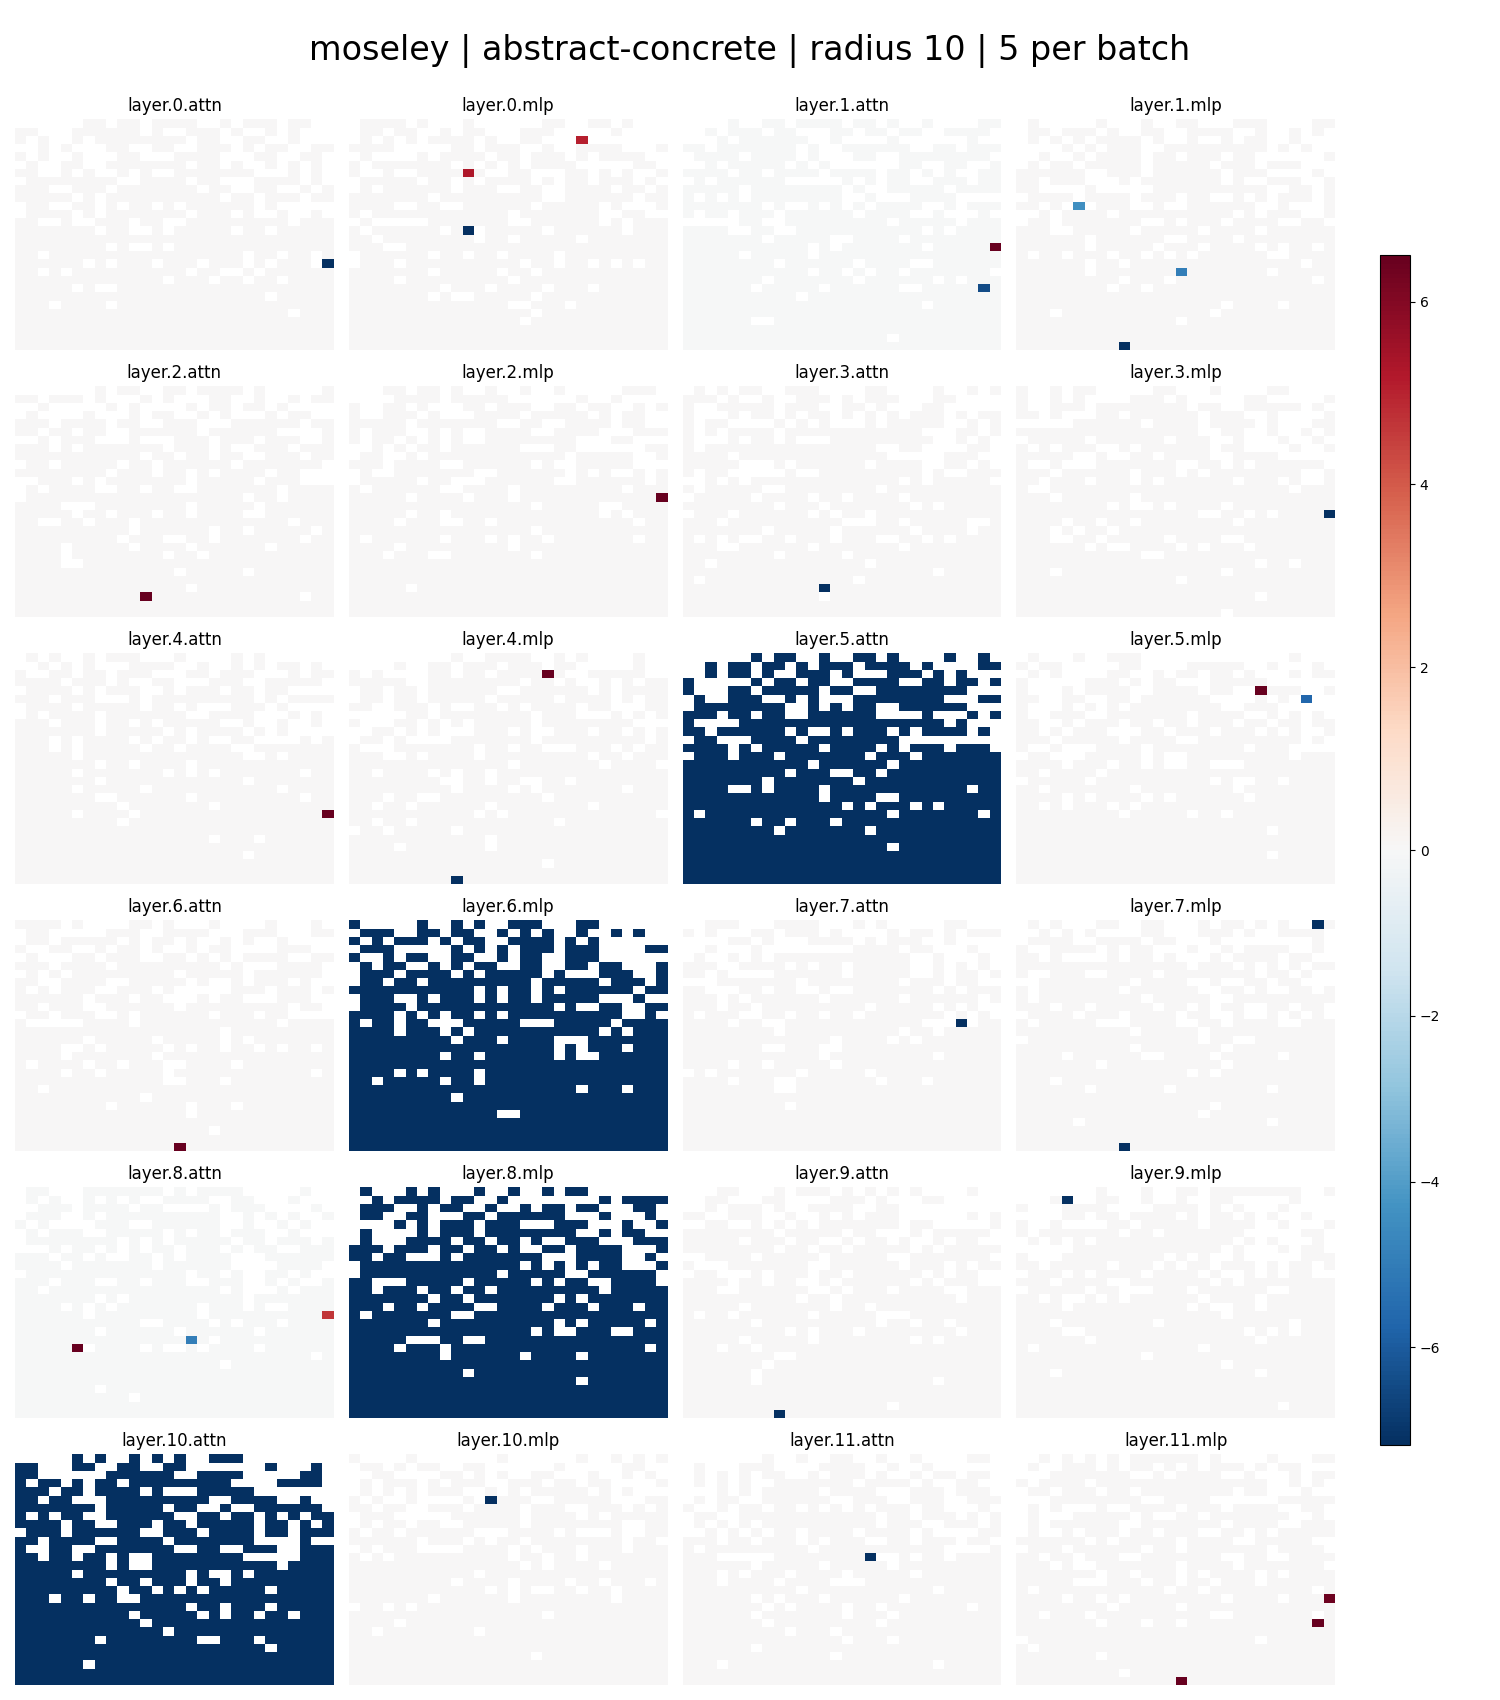 moseley | abstract-concrete | radius 10 | 5 per batch
layer.0.attn
layer.0.mlp
layer.1.attn
layer.1.mlp
layer.2.attn
layer.2.mlp
layer.3.attn
layer.3.mlp
layer.4.attn
layer.4.mlp
layer.5.attn
layer.5.mlp
layer.6.attn
layer.6.mlp
layer.7.attn
layer.7.mlp
layer.8.attn
layer.8.mlp
layer.9.attn
layer.9.mlp
layer.10.attn
layer.10.mlp
layer.11.attn
layer.11.mlp
6
4
2
0
−2
−4
−6